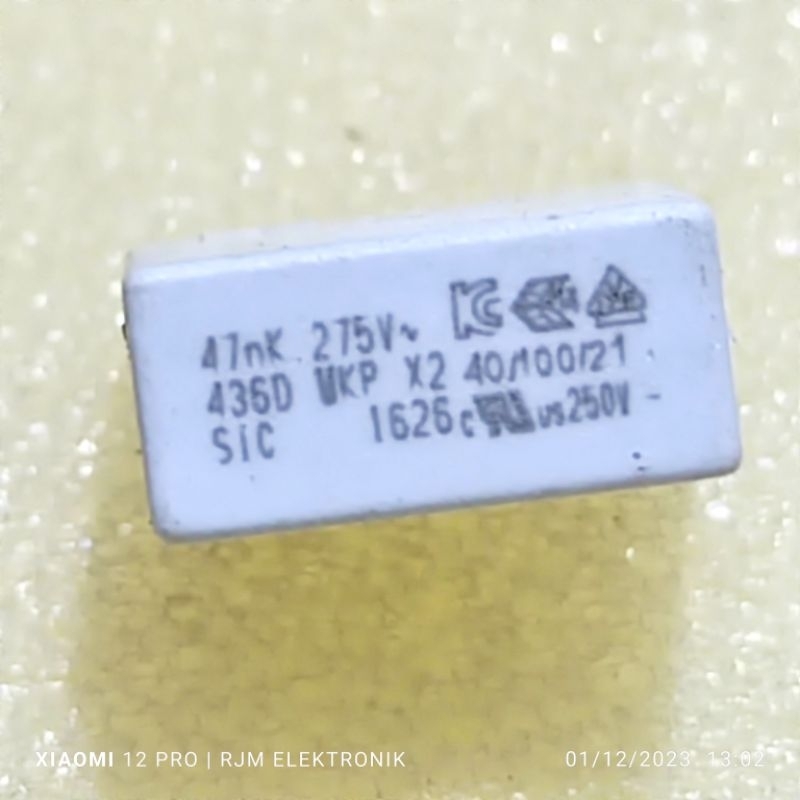 47nK 275V~
436D MKP X2 40/100/21
SiC 1626 c us 250V~
XIAOMI 12 PRO | RJM ELEKTRONIK 01/12/2023 13:02